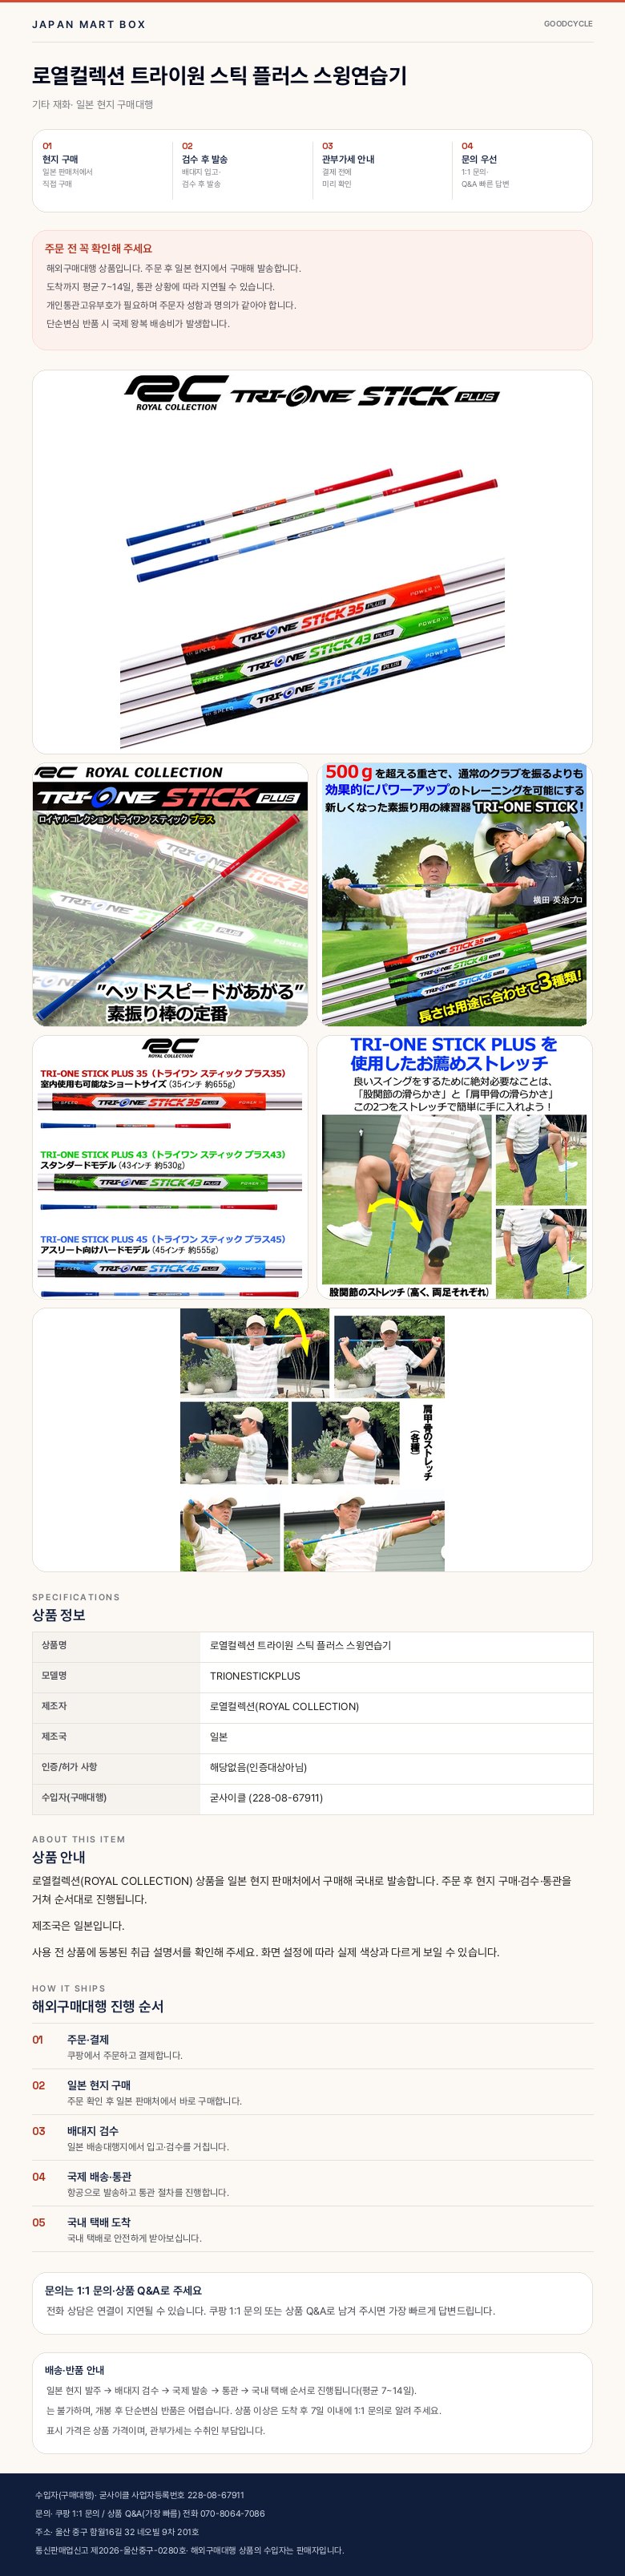 JAPAN MART BOX
GOODCYCLE
로열컬렉션 트라이원 스틱 플러스 스윙연습기
기타 재화· 일본 현지 구매대행
01
현지 구매
일본 판매처에서
직접 구매
02
검수 후 발송
배대지 입고·
검수 후 발송
03
관부가세 안내
결제 전에
미리 확인
04
문의 우선
1:1 문의·
Q&A 빠른 답변
주문 전 꼭 확인해 주세요
해외구매대행 상품입니다. 주문 후 일본 현지에서 구매해 발송합니다.
도착까지 평균 7~14일, 통관 상황에 따라 지연될 수 있습니다.
개인통관고유부호가 필요하며 주문자 성함과 명의가 같아야 합니다.
단순변심 반품 시 국제 왕복 배송비가 발생합니다.
RC ROYAL COLLECTION TRI-ONE STICK PLUS
TRI-ONE STICK 35 PLUS POWER
SPEED TRI-ONE STICK 43 PLUS POWER
SPEED TRI-ONE STICK 45 PLUS POWER
RC ROYAL COLLECTION
TRI-ONE STICK PLUS
ロイヤルコレクション トライワン スティック プラス
"ヘッドスピードがあがる"
素振り棒の定番
500gを超える重さで、通常のクラブを振るよりも
効果的にパワーアップのトレーニングを可能にする
新しくなった素振り用の練習器 TRI-ONE STICK!
横田 英治プロ
TRI-ONE STICK 35
TRI-ONE STICK 43
TRI-ONE STICK 45
長さは用途に合わせて3種類!
RC ROYAL COLLECTION
TRI-ONE STICK PLUS 35(トライワン スティック プラス35)
室内使用も可能なショートサイズ (35インチ 約655g)
TRI-ONE STICK 35 PLUS POWER
TRI-ONE STICK PLUS 43(トライワン スティック プラス43)
スタンダードモデル (43インチ 約530g)
TRI-ONE STICK 43 PLUS POWER
TRI-ONE STICK PLUS 45(トライワン スティック プラス45)
アスリート向けハードモデル (45インチ 約555g)
TRI-ONE STICK 45 PLUS POWER
TRI-ONE STICK PLUS を
使用したお薦めストレッチ
良いスイングをするために絶対必要なことは、
「股関節の滑らかさ」と「肩甲骨の滑らかさ」
この2つをストレッチで簡単に手に入れよう!
股関節のストレッチ(高く、両足それぞれ)
肩甲骨のストレッチ
(各種)
SPECIFICATIONS
상품 정보
상품명 로열컬렉션 트라이원 스틱 플러스 스윙연습기
모델명 TRIONESTICKPLUS
제조자 로열컬렉션(ROYAL COLLECTION)
제조국 일본
인증/허가 사항 해당없음(인증대상아님)
수입자(구매대행) 굳사이클 (228-08-67911)
ABOUT THIS ITEM
상품 안내
로열컬렉션(ROYAL COLLECTION) 상품을 일본 현지 판매처에서 구매해 국내로 발송합니다. 주문 후 현지 구매·검수·통관을
거쳐 순서대로 진행됩니다.
제조국은 일본입니다.
사용 전 상품에 동봉된 취급 설명서를 확인해 주세요. 화면 설정에 따라 실제 색상과 다르게 보일 수 있습니다.
HOW IT SHIPS
해외구매대행 진행 순서
01 주문·결제
쿠팡에서 주문하고 결제합니다.
02 일본 현지 구매
주문 확인 후 일본 판매처에서 바로 구매합니다.
03 배대지 검수
일본 배송대행지에서 입고·검수를 거칩니다.
04 국제 배송·통관
항공으로 발송하고 통관 절차를 진행합니다.
05 국내 택배 도착
국내 택배로 안전하게 받아보십니다.
문의는 1:1 문의·상품 Q&A로 주세요
전화 상담은 연결이 지연될 수 있습니다. 쿠팡 1:1 문의 또는 상품 Q&A로 남겨 주시면 가장 빠르게 답변드립니다.
배송·반품 안내
일본 현지 발주 → 배대지 검수 → 국제 발송 → 통관 → 국내 택배 순서로 진행됩니다(평균 7~14일).
는 불가하며, 개봉 후 단순변심 반품은 어렵습니다. 상품 이상은 도착 후 7일 이내에 1:1 문의로 알려 주세요.
표시 가격은 상품 가격이며, 관부가세는 수취인 부담입니다.
수입자(구매대행)· 굳사이클 사업자등록번호 228-08-67911
문의· 쿠팡 1:1 문의 / 상품 Q&A(가장 빠름) 전화 070-8064-7086
주소· 울산 중구 함월16길 32 네오빌 9차 201호
통신판매업신고 제2026-울산중구-0280호· 해외구매대행 상품의 수입자는 판매자입니다.